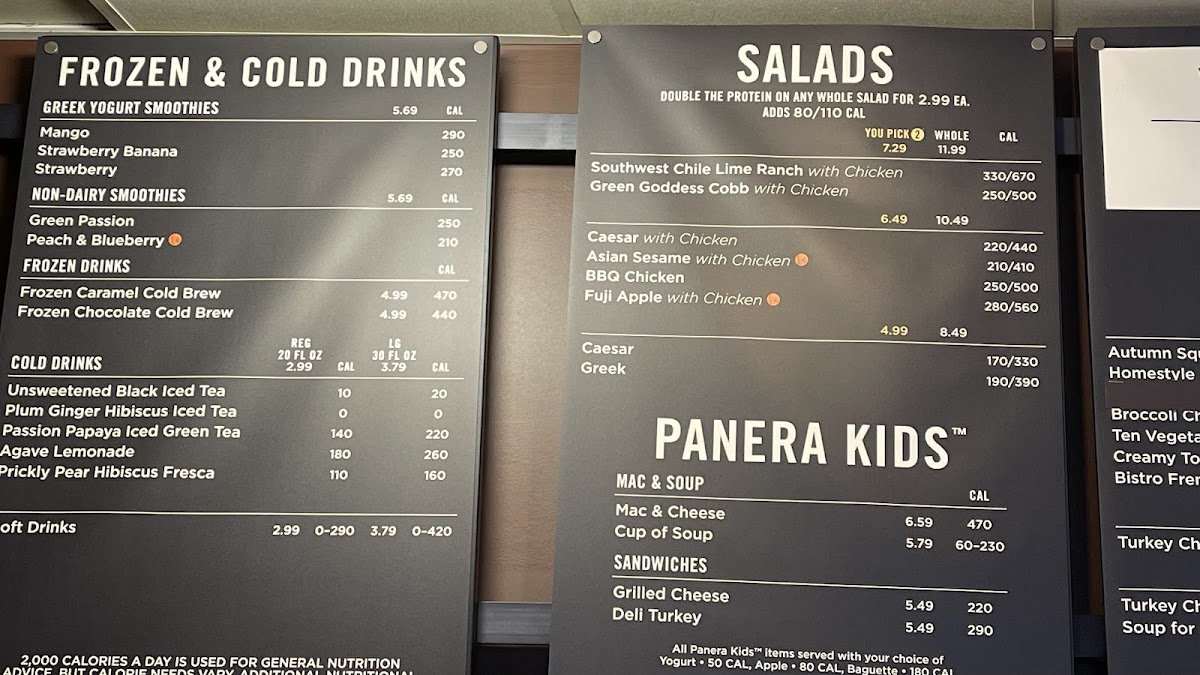 FROZEN & COLD DRINKS
GREEK YOGURT SMOOTHIES 5.69 CAL
Mango 290
Strawberry Banana 250
Strawberry 270
NON-DAIRY SMOOTHIES 5.69 CAL
Green Passion 250
Peach & Blueberry 210
FROZEN DRINKS CAL
Frozen Caramel Cold Brew 4.99 470
Frozen Chocolate Cold Brew 4.99 440
REG LG
20 FL OZ 30 FL OZ
COLD DRINKS 2.99 CAL 3.79 CAL
Unsweetened Black Iced Tea 10 20
Plum Ginger Hibiscus Iced Tea 0 0
Passion Papaya Iced Green Tea 140 220
Agave Lemonade 180 260
Prickly Pear Hibiscus Fresca 110 160
oft Drinks 2.99 0-290 3.79 0-420
2,000 CALORIES A DAY IS USED FOR GENERAL NUTRITION
ADVICE, BUT CALORIE NEEDS VARY. ADDITIONAL NUTRITIONAL
SALADS
DOUBLE THE PROTEIN ON ANY WHOLE SALAD FOR 2.99 EA.
ADDS 80/110 CAL
YOU PICK 2 WHOLE CAL
7.29 11.99
Southwest Chile Lime Ranch with Chicken 330/670
Green Goddess Cobb with Chicken 250/500
6.49 10.49
Caesar with Chicken 220/440
Asian Sesame with Chicken 210/410
BBQ Chicken 250/500
Fuji Apple with Chicken 280/560
4.99 8.49
Caesar 170/330
Greek 190/390
PANERA KIDS™
MAC & SOUP CAL
Mac & Cheese 6.59 470
Cup of Soup 5.79 60-230
SANDWICHES
Grilled Cheese 5.49 220
Deli Turkey 5.49 290
All Panera Kids™ items served with your choice of
Yogurt • 50 CAL, Apple • 80 CAL, Baguette • 180 CAL
Autumn Squ
Homestyle
Broccoli Ch
Ten Vegeta
Creamy To
Bistro Fren
Turkey Ch
Turkey Ch
Soup for